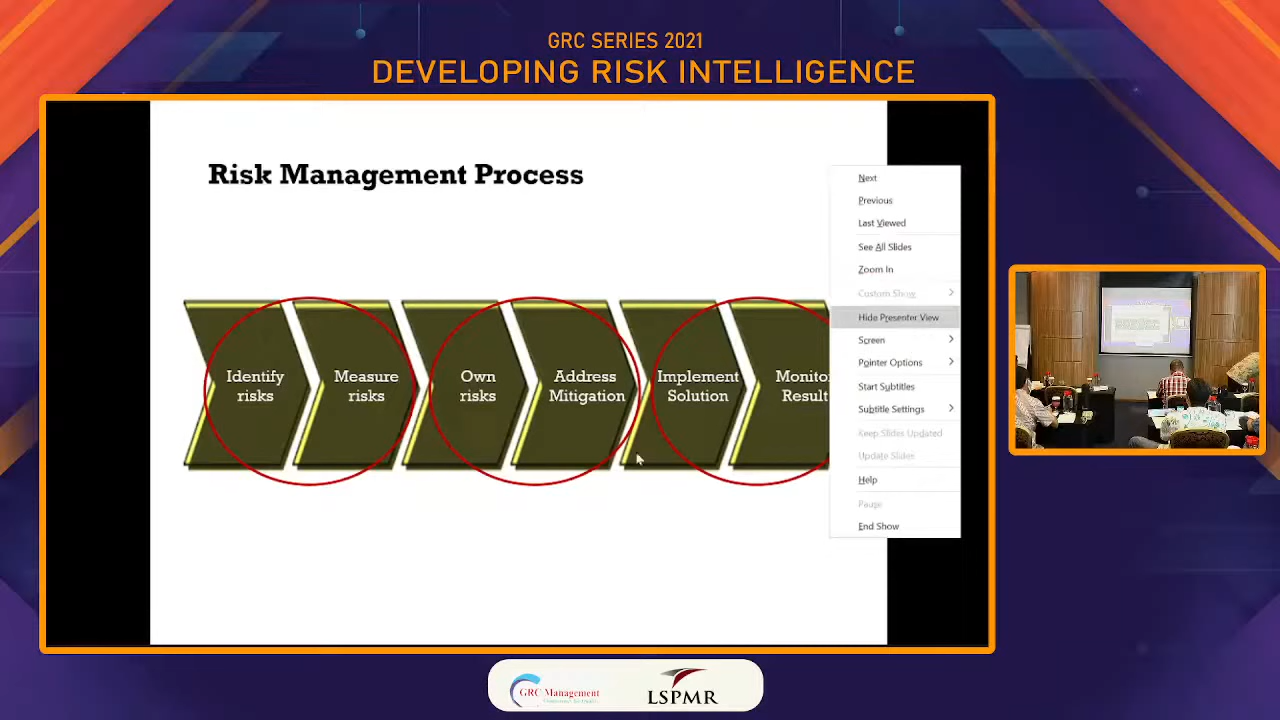 GRC SERIES 2021
DEVELOPING RISK INTELLIGENCE
Risk Management Process
Identify
risks
Measure
risks
Own
risks
Address
Mitigation
Implement
Solution
Monito
Result
Next
Previous
Last Viewed
See All Slides
Zoom In
Custom Show
Hide Presenter View
Screen
Pointer Options
Start Subtitles
Subtitle Settings
Keep Slides Updated
Update Slides
Help
Pause
End Show
GRC Management
LSPMR